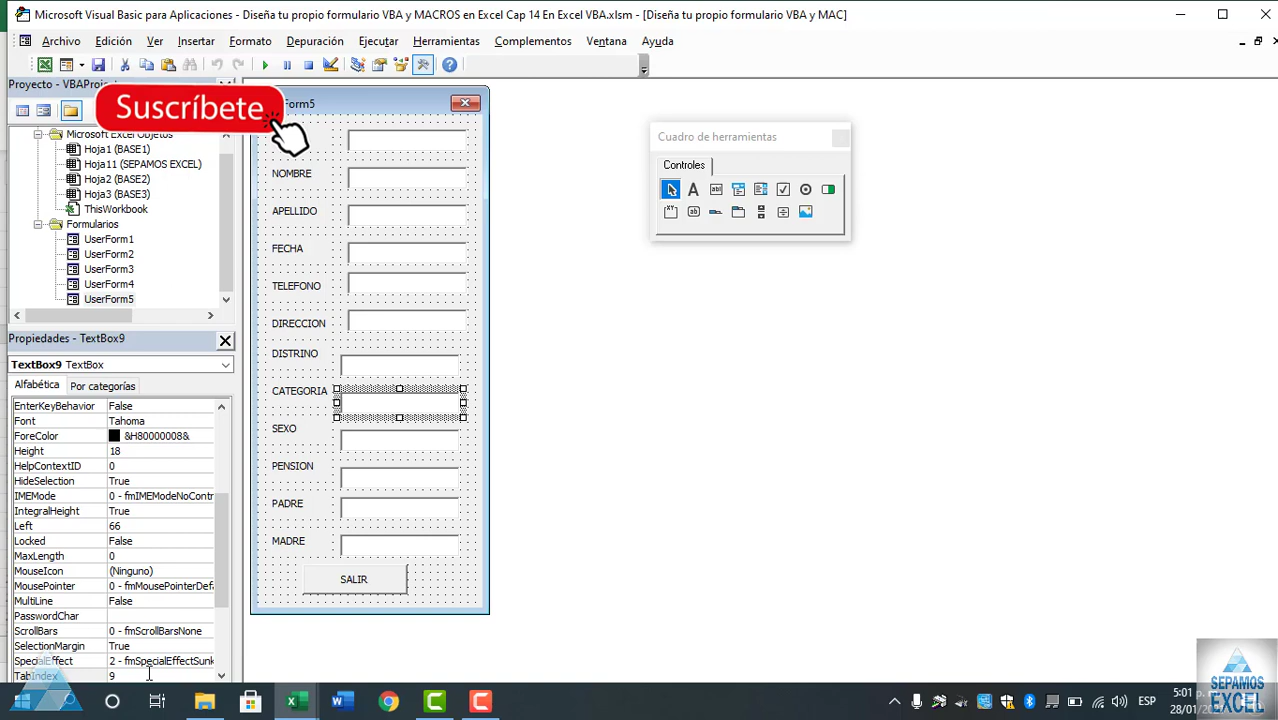 Microsoft Visual Basic para Aplicaciones - Diseña tu propio formulario VBA y MACROS en Excel Cap 14 En Excel VBA.xlsm - [Diseña tu propio formulario VBA y MAC]
Archivo Edición Ver Insertar Formato Depuración Ejecutar Herramientas Complementos Ventana Ayuda
Proyecto - VBAProj
Suscríbete
Form5
Microsoft Excel Objetos
Hoja1 (BASE1)
Hoja11 (SEPAMOS EXCEL)
Hoja2 (BASE2)
Hoja3 (BASE3)
ThisWorkbook
Formularios
UserForm1
UserForm2
UserForm3
UserForm4
UserForm5
Propiedades - TextBox9
TextBox9 TextBox
Alfabética Por categorías
EnterKeyBehavior False
Font Tahoma
ForeColor &H80000008&
Height 18
HelpContextID 0
HideSelection True
IMEMode 0 - fmIMEModeNoContr
IntegralHeight True
Left 66
Locked False
MaxLength 0
MouseIcon (Ninguno)
MousePointer 0 - fmMousePointerDefa
MultiLine False
PasswordChar
ScrollBars 0 - fmScrollBarsNone
SelectionMargin True
SpecialEffect 2 - fmSpecialEffectSunk
TabIndex 9
NOMBRE
APELLIDO
FECHA
TELEFONO
DIRECCION
DISTRINO
CATEGORIA
SEXO
PENSION
PADRE
MADRE
SALIR
Cuadro de herramientas
Controles
ESP
5:01 p.
28/01/20
SEPAMOS
EXCEL